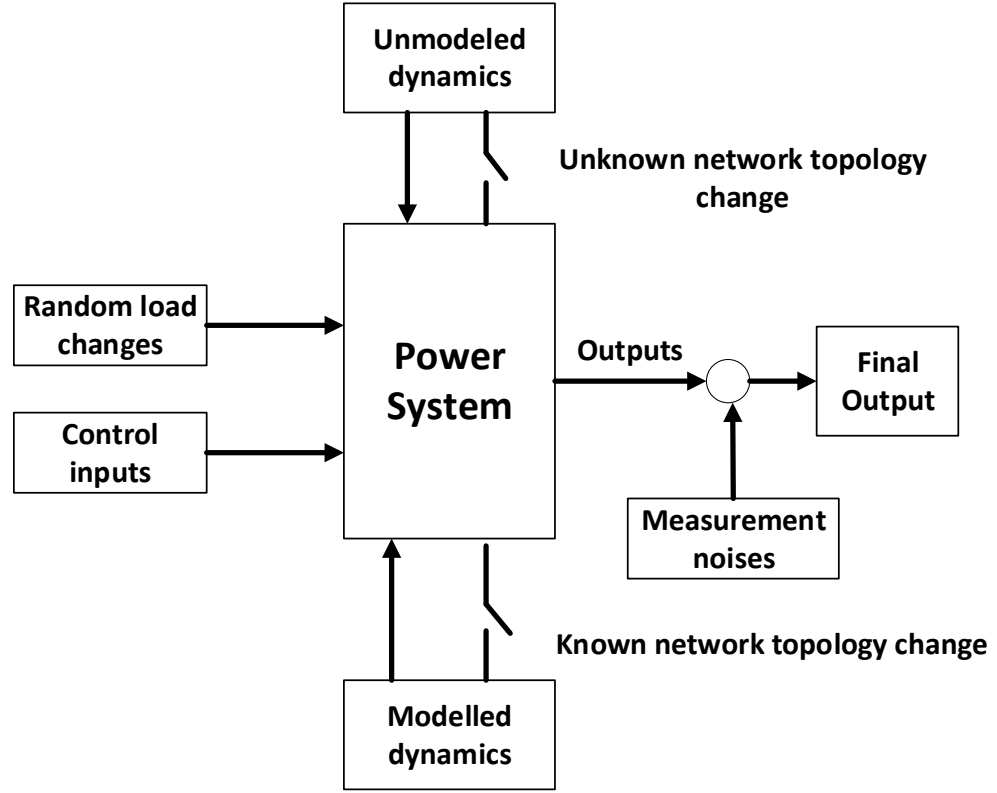 Unmodeled
dynamics
Unknown network topology
change
Random load
changes
Power
System
Outputs
Final
Output
Control
inputs
Measurement
noises
Known network topology change
Modelled
dynamics